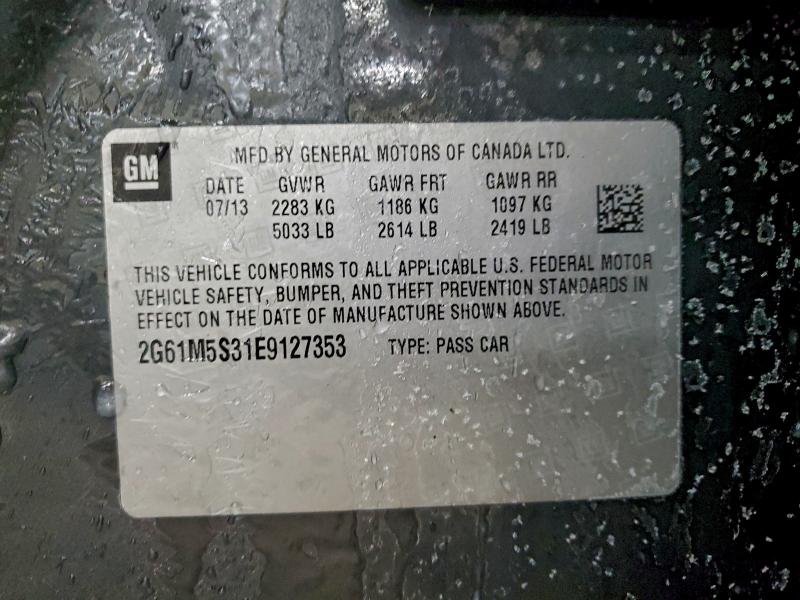 GM
MFD BY GENERAL MOTORS OF CANADA LTD.
DATE GVWR GAWR FRT GAWR RR
07/13 2283 KG 1186 KG 1097 KG
5033 LB 2614 LB 2419 LB
THIS VEHICLE CONFORMS TO ALL APPLICABLE U.S. FEDERAL MOTOR
VEHICLE SAFETY, BUMPER, AND THEFT PREVENTION STANDARDS IN
EFFECT ON THE DATE OF MANUFACTURE SHOWN ABOVE.
2G61M5S31E9127353 TYPE: PASS CAR